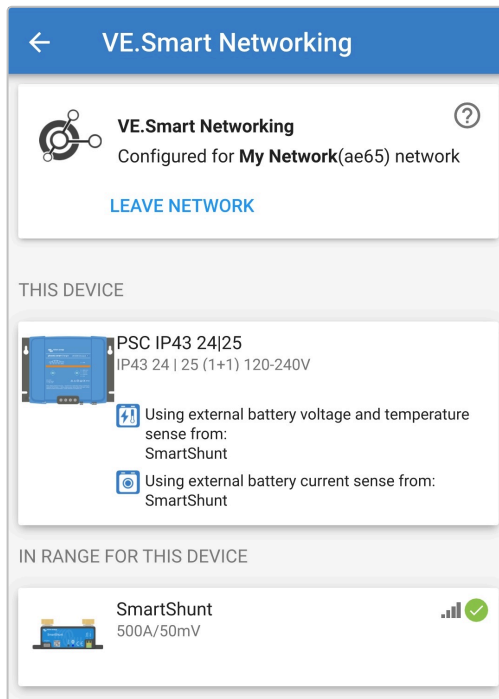 VE.Smart Networking
VE.Smart Networking
Configured for My Network(ae65) network
LEAVE NETWORK
THIS DEVICE
PSC IP43 24|25
IP43 24 | 25 (1+1) 120-240V
Using external battery voltage and temperature
sense from:
SmartShunt
Using external battery current sense from:
SmartShunt
IN RANGE FOR THIS DEVICE
SmartShunt
500A/50mV